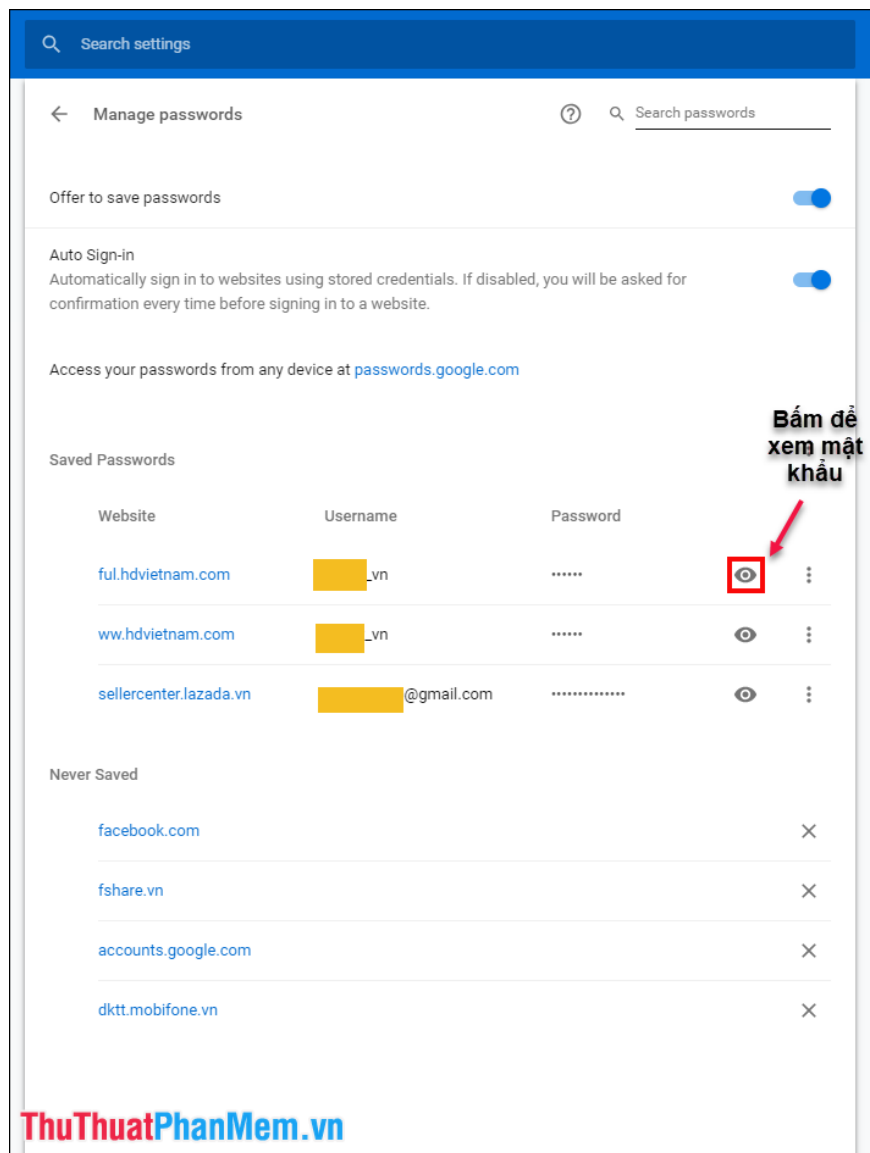 Search settings
Manage passwords
Search passwords
Offer to save passwords
Auto Sign-in
Automatically sign in to websites using stored credentials. If disabled, you will be asked for
confirmation every time before signing in to a website.
Access your passwords from any device at passwords.google.com
Bấm để
xem mật
khẩu
Saved Passwords
Website Username Password
ful.hdvietnam.com _vn ••••••
ww.hdvietnam.com _vn ••••••
sellercenter.lazada.vn @gmail.com ••••••••••••••
Never Saved
facebook.com
fshare.vn
accounts.google.com
dktt.mobifone.vn
ThuThuatPhanMem.vn